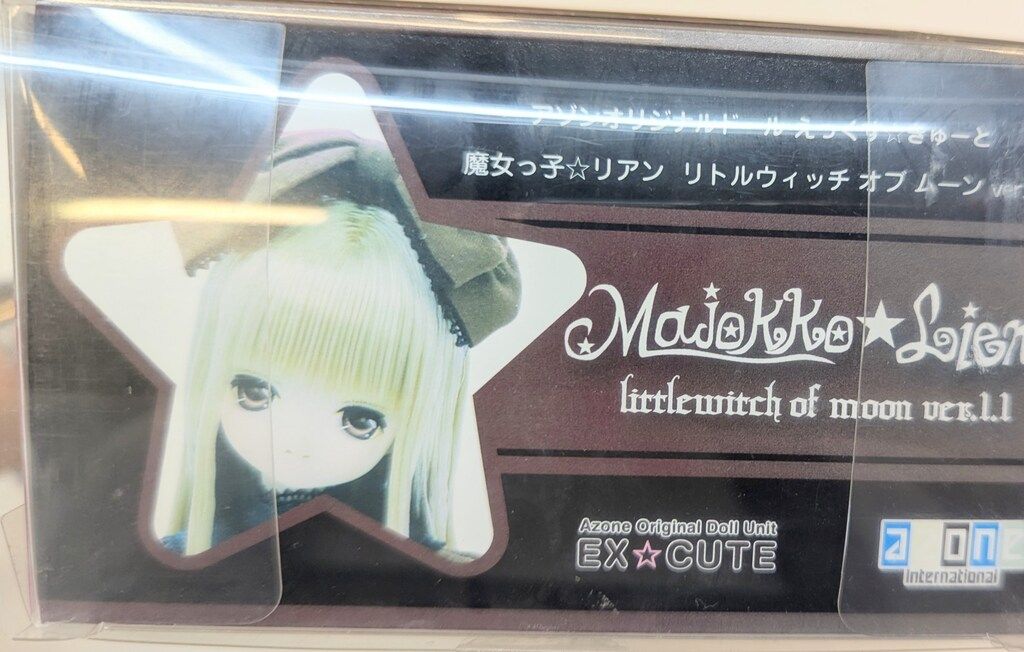 アゾンオリジナルドール えっくす☆きゅーと
魔女っ子☆リアン リトルウィッチ オブ ムーン ver
Majokko★Lien
littlewitch of moon ver.1.1
Azone Original Doll Unit
EX☆CUTE
azone
International